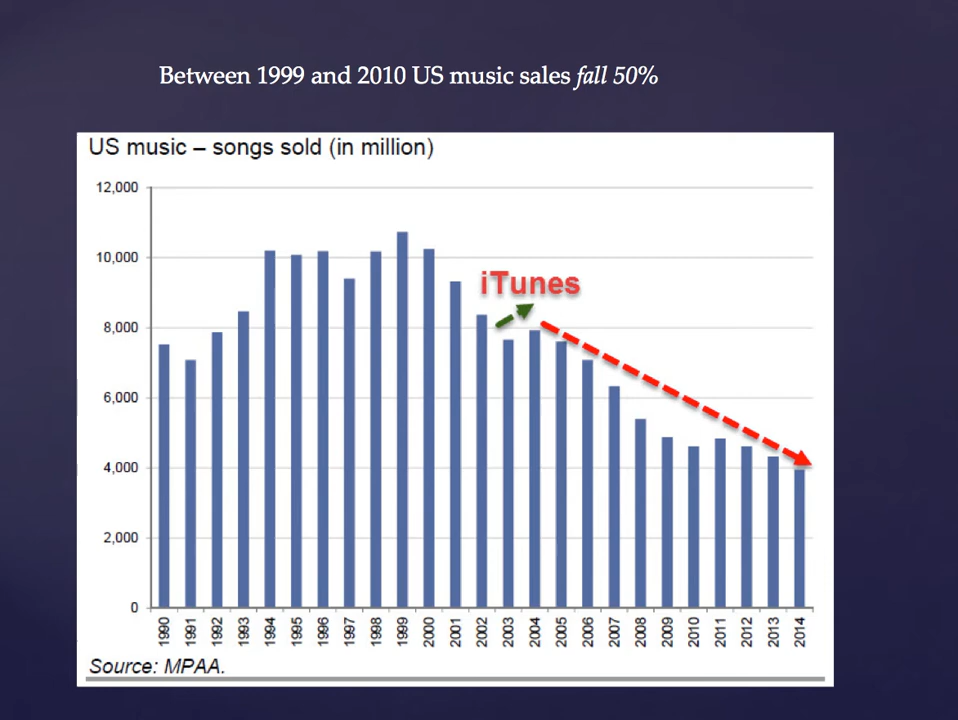 Between 1999 and 2010 US music sales fall 50%
US music – songs sold (in million)
12,000
10,000
8,000
6,000
4,000
2,000
0
iTunes
1990 1991 1992 1993 1994 1995 1996 1997 1998 1999 2000 2001 2002 2003 2004 2005 2006 2007 2008 2009 2010 2011 2012 2013 2014
Source: MPAA.